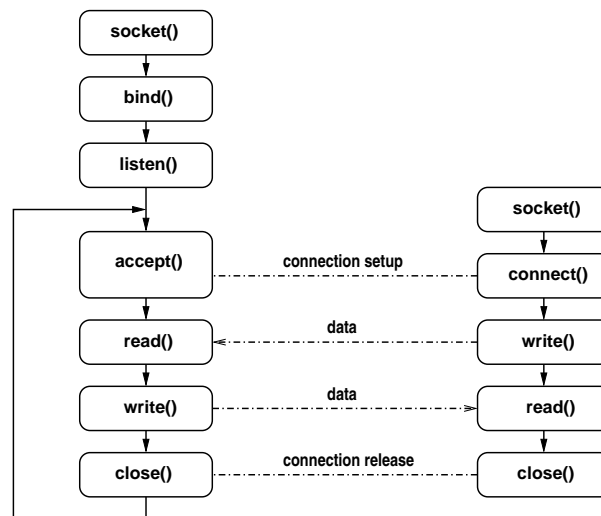 socket()
bind()
listen()
socket()
accept()
connection setup
connect()
read()
data
write()
write()
data
read()
close()
connection release
close()